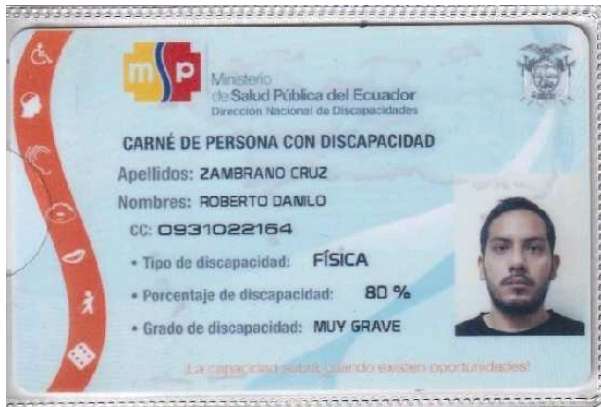 msp
Ministerio
de Salud Pública del Ecuador
Dirección Nacional de Discapacidades
CARNÉ DE PERSONA CON DISCAPACIDAD
Apellidos: ZAMBRANO CRUZ
Nombres: ROBERTO DANILO
CC: 0931022164
• Tipo de discapacidad: FÍSICA
• Porcentaje de discapacidad: 80 %
• Grado de discapacidad: MUY GRAVE
¡La capacidad sobra cuando existen oportunidades!